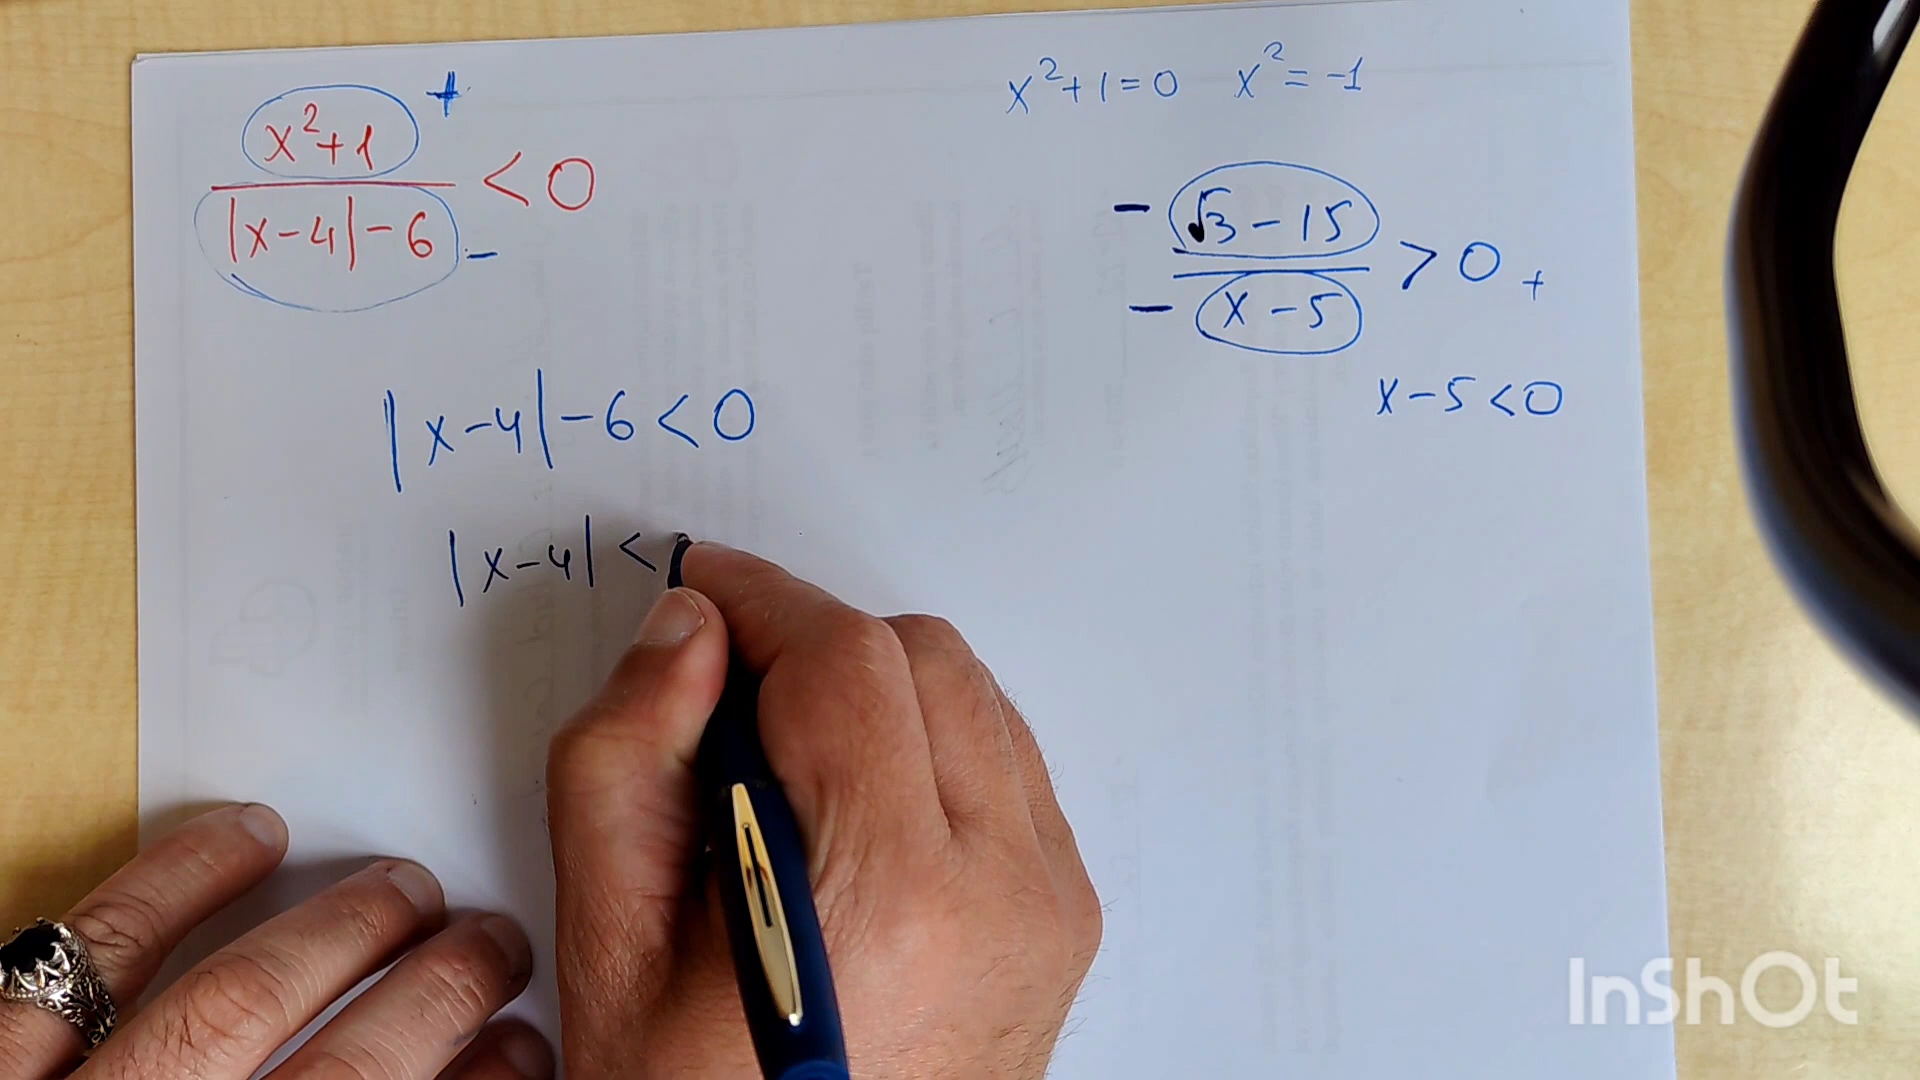 x²+1 +
───── < 0
|x-4|-6 -
x²+1=0 x²=-1
- √3-15
───── > 0 +
- x-5
x-5<0
|x-4|-6<0
|x-4|<
InShOt